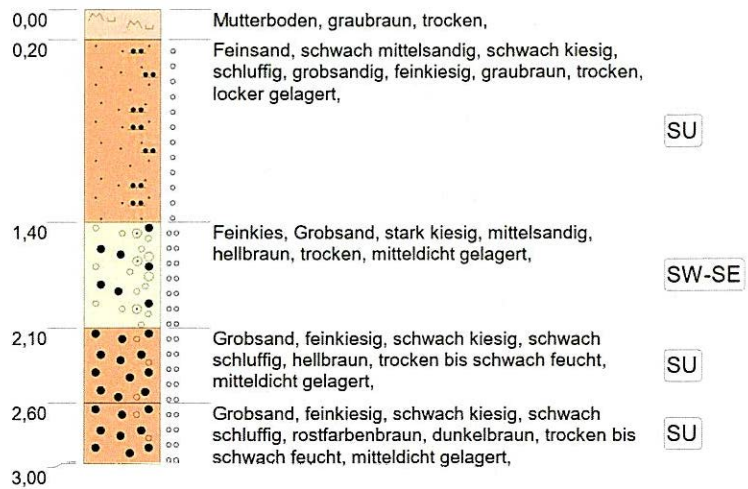 0,00 Mutterboden, graubraun, trocken,
0,20 Feinsand, schwach mittelsandig, schwach kiesig,
schluffig, grobsandig, feinkiesig, graubraun, trocken,
locker gelagert,
SU
1,40 Feinkies, Grobsand, stark kiesig, mittelsandig,
hellbraun, trocken, mitteldicht gelagert,
SW-SE
2,10 Grobsand, feinkiesig, schwach kiesig, schwach
schluffig, hellbraun, trocken bis schwach feucht,
mitteldicht gelagert,
SU
2,60 Grobsand, feinkiesig, schwach kiesig, schwach
schluffig, rostfarbenbraun, dunkelbraun, trocken bis
schwach feucht, mitteldicht gelagert,
SU
3,00